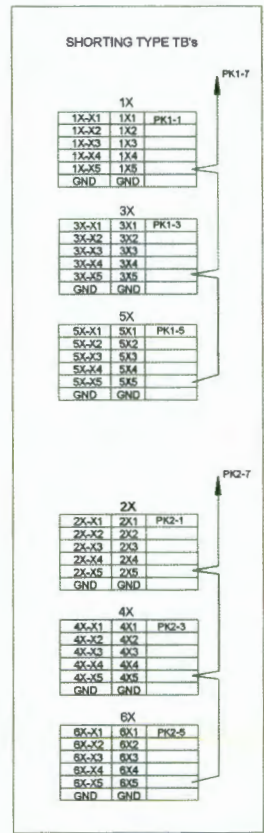 SHORTING TYPE TB's
PK1-7
1X
1X-X1 1X1 PK1-1
1X-X2 1X2
1X-X3 1X3
1X-X4 1X4
1X-X5 1X5
GND GND
3X
3X-X1 3X1 PK1-3
3X-X2 3X2
3X-X3 3X3
3X-X4 3X4
3X-X5 3X5
GND GND
5X
5X-X1 5X1 PK1-5
5X-X2 5X2
5X-X3 5X3
5X-X4 5X4
5X-X5 5X5
GND GND
PK2-7
2X
2X-X1 2X1 PK2-1
2X-X2 2X2
2X-X3 2X3
2X-X4 2X4
2X-X5 2X5
GND GND
4X
4X-X1 4X1 PK2-3
4X-X2 4X2
4X-X3 4X3
4X-X4 4X4
4X-X5 4X5
GND GND
6X
6X-X1 6X1 PK2-5
6X-X2 6X2
6X-X3 6X3
6X-X4 6X4
6X-X5 6X5
GND GND